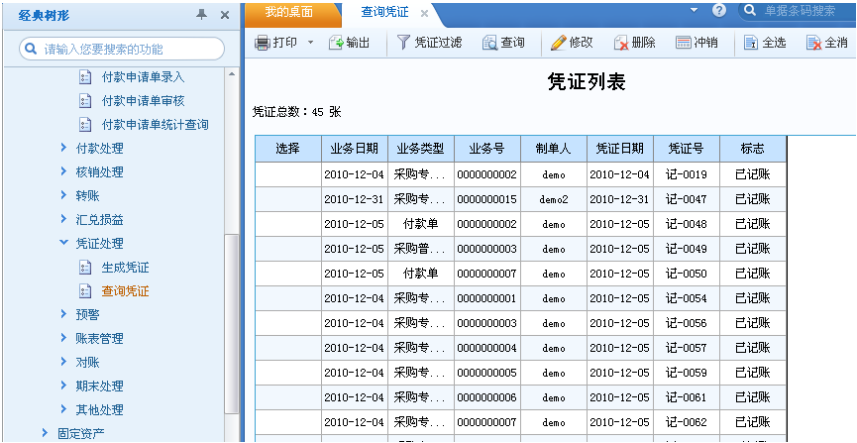 经典树形
我的桌面 查询凭证
单据条码搜索
请输入您要搜索的功能
打印 输出 凭证过滤 查询 修改 删除 冲销 全选 全消
付款申请单录入
付款申请单审核
付款申请单统计查询
付款处理
核销处理
转账
汇兑损益
凭证处理
生成凭证
查询凭证
预警
账表管理
对账
期末处理
其他处理
固定资产
凭证列表
凭证总数：45 张
选择 业务日期 业务类型 业务号 制单人 凭证日期 凭证号 标志
2010-12-04 采购专... 0000000002 demo 2010-12-04 记-0019 已记账
2010-12-31 采购专... 0000000015 demo2 2010-12-31 记-0047 已记账
2010-12-05 付款单 0000000002 demo 2010-12-05 记-0048 已记账
2010-12-05 采购普... 0000000003 demo 2010-12-05 记-0049 已记账
2010-12-05 付款单 0000000007 demo 2010-12-05 记-0050 已记账
2010-12-04 采购专... 0000000001 demo 2010-12-05 记-0054 已记账
2010-12-04 采购专... 0000000003 demo 2010-12-05 记-0056 已记账
2010-12-04 采购专... 0000000004 demo 2010-12-05 记-0057 已记账
2010-12-04 采购专... 0000000005 demo 2010-12-05 记-0059 已记账
2010-12-04 采购专... 0000000006 demo 2010-12-05 记-0061 已记账
2010-12-04 采购专... 0000000007 demo 2010-12-05 记-0062 已记账